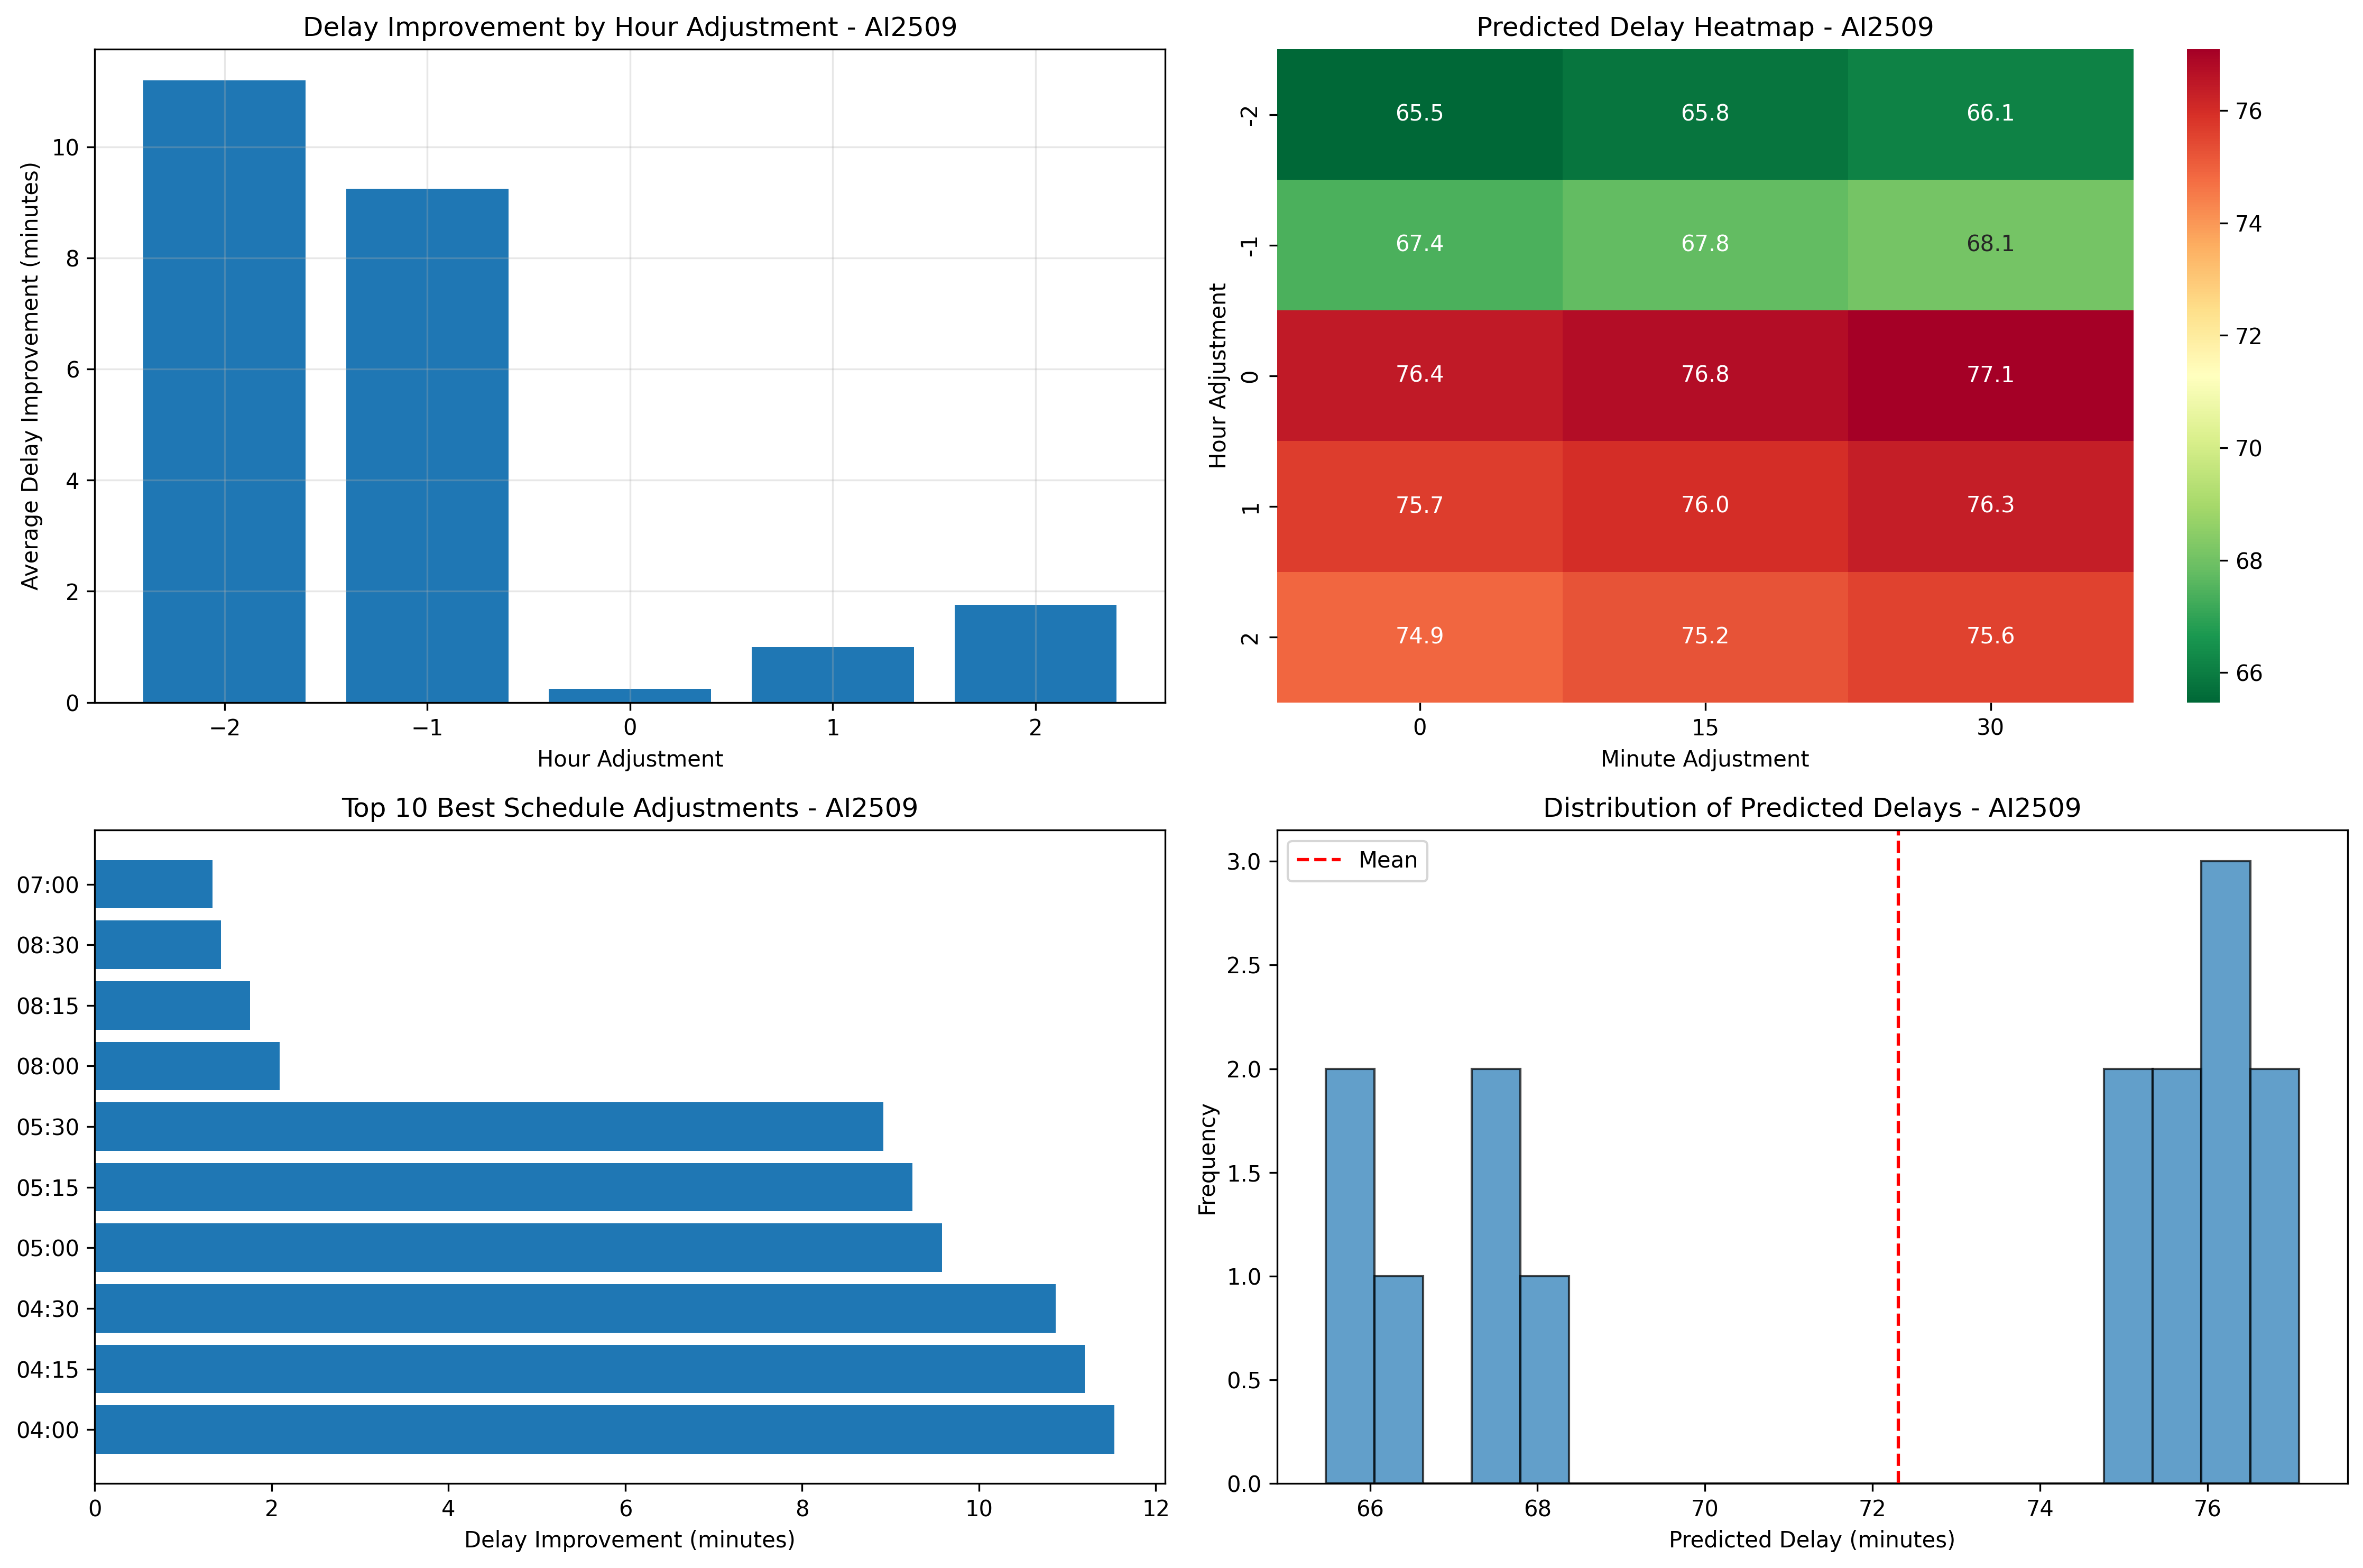 Delay Improvement by Hour Adjustment - AI2509
Average Delay Improvement (minutes)
10
8
6
4
2
0
−2 −1 0 1 2
Hour Adjustment
Predicted Delay Heatmap - AI2509
Hour Adjustment
-2 65.5 65.8 66.1
-1 67.4 67.8 68.1
0 76.4 76.8 77.1
1 75.7 76.0 76.3
2 74.9 75.2 75.6
0 15 30
Minute Adjustment
76
74
72
70
68
66
Top 10 Best Schedule Adjustments - AI2509
07:00
08:30
08:15
08:00
05:30
05:15
05:00
04:30
04:15
04:00
0 2 4 6 8 10 12
Delay Improvement (minutes)
Distribution of Predicted Delays - AI2509
Mean
Frequency
3.0
2.5
2.0
1.5
1.0
0.5
0.0
66 68 70 72 74 76
Predicted Delay (minutes)